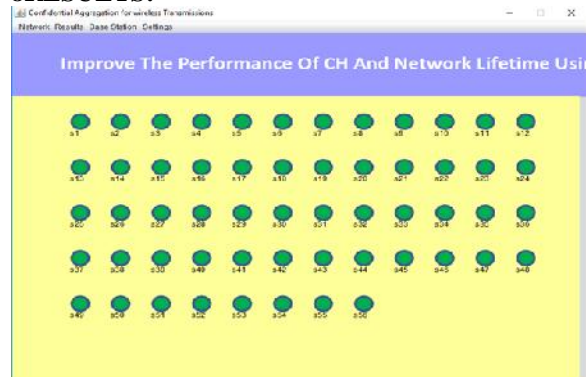 Confidential Aggregation for wireless Transmissions
Network Results Base Station Settings
Improve The Performance Of CH And Network Lifetime Usi
s1 s2 s3 s4 s5 s6 s7 s8 s9 s10 s11 s12
s13 s14 s15 s16 s17 s18 s19 s20 s21 s22 s23 s24
s25 s26 s27 s28 s29 s30 s31 s32 s33 s34 s35 s36
s37 s38 s39 s40 s41 s42 s43 s44 s45 s46 s47 s48
s49 s50 s51 s52 s53 s54 s55 s56